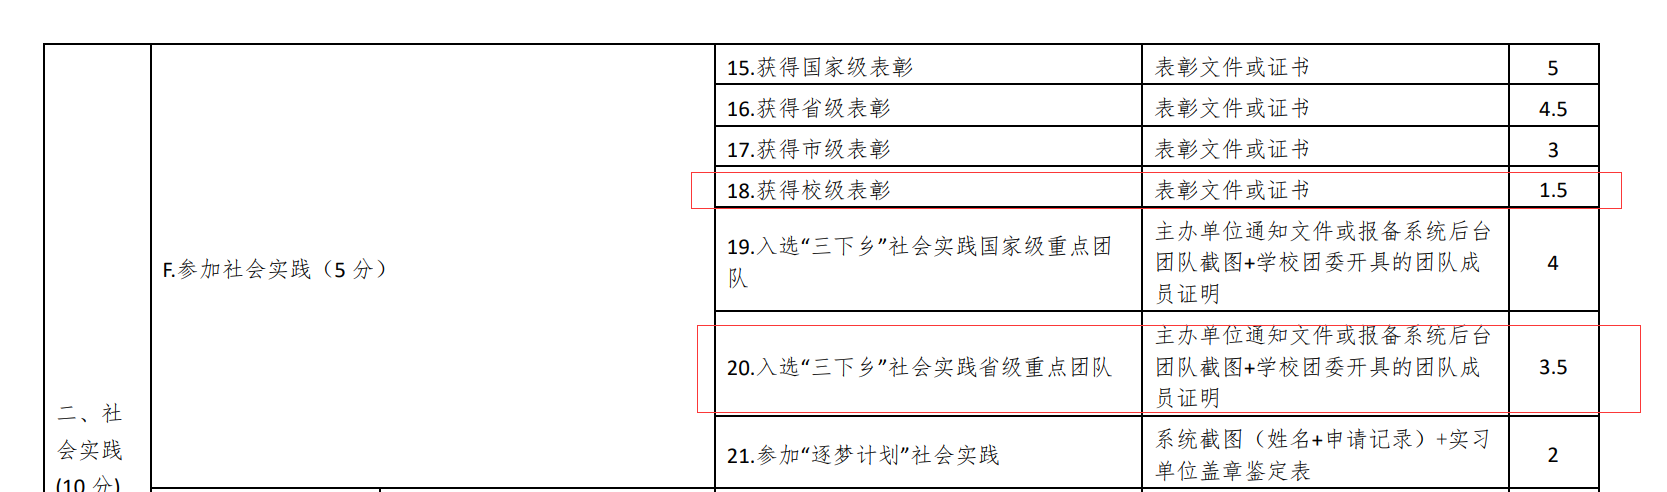 15.获得国家级表彰
表彰文件或证书
5
16.获得省级表彰
表彰文件或证书
4.5
17.获得市级表彰
表彰文件或证书
3
18.获得校级表彰
表彰文件或证书
1.5
F.参加社会实践（5 分）
19.入选“三下乡”社会实践国家级重点团
队
主办单位通知文件或报备系统后台
团队截图+学校团委开具的团队成
员证明
4
20.入选“三下乡”社会实践省级重点团队
主办单位通知文件或报备系统后台
团队截图+学校团委开具的团队成
员证明
3.5
二、社
会实践
(10 分)
21.参加“逐梦计划”社会实践
系统截图（姓名+申请记录）+实习
单位盖章鉴定表
2